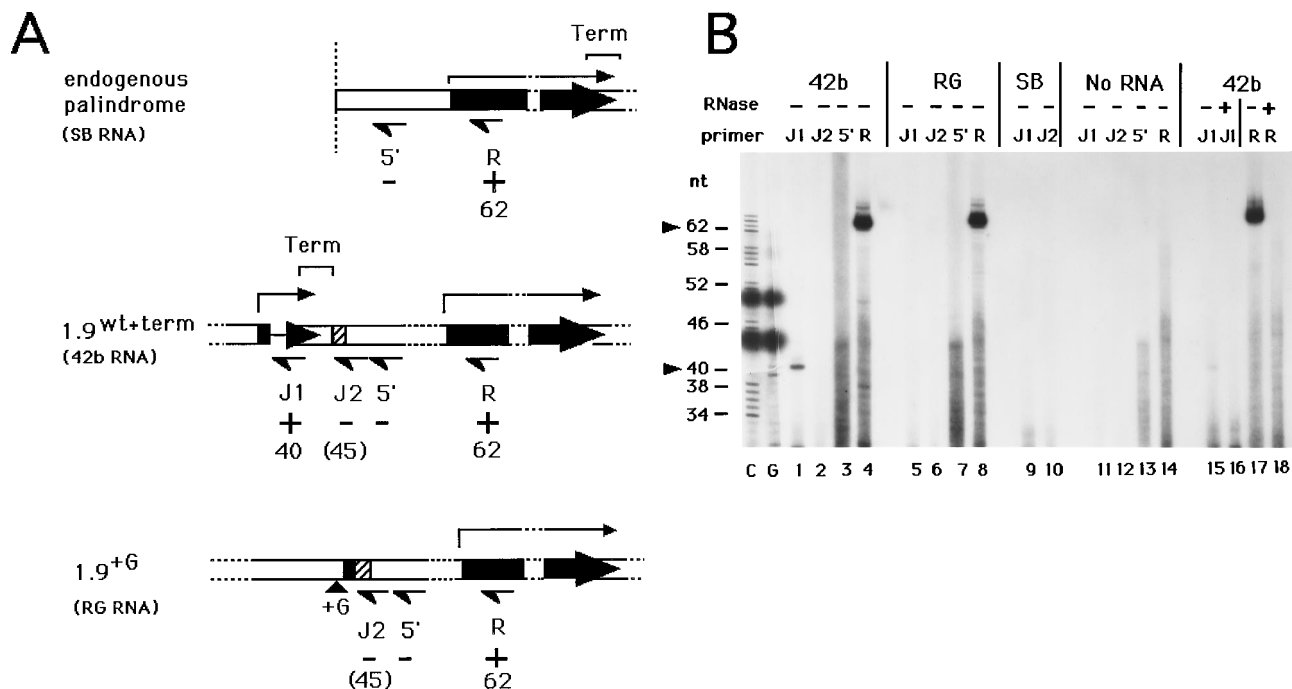 A
Term
endogenous
palindrome
(SB RNA)
5' R
- +
62
Term
1.9wt+term
(42b RNA)
J1 J2 5' R
+ - - +
40 (45) 62
1.9+G
(RG RNA)
+G
J2 5' R
- - +
(45) 62
B
42b RG SB No RNA 42b
RNase - - - - - - - - - - - - - - - + - +
primer J1 J2 5' R J1 J2 5' R J1 J2 J1 J2 5' R J1 J1 R R
nt
62
58
52
46
40
38
34
C G 1 2 3 4 5 6 7 8 9 10 11 12 13 14 15 16 17 18